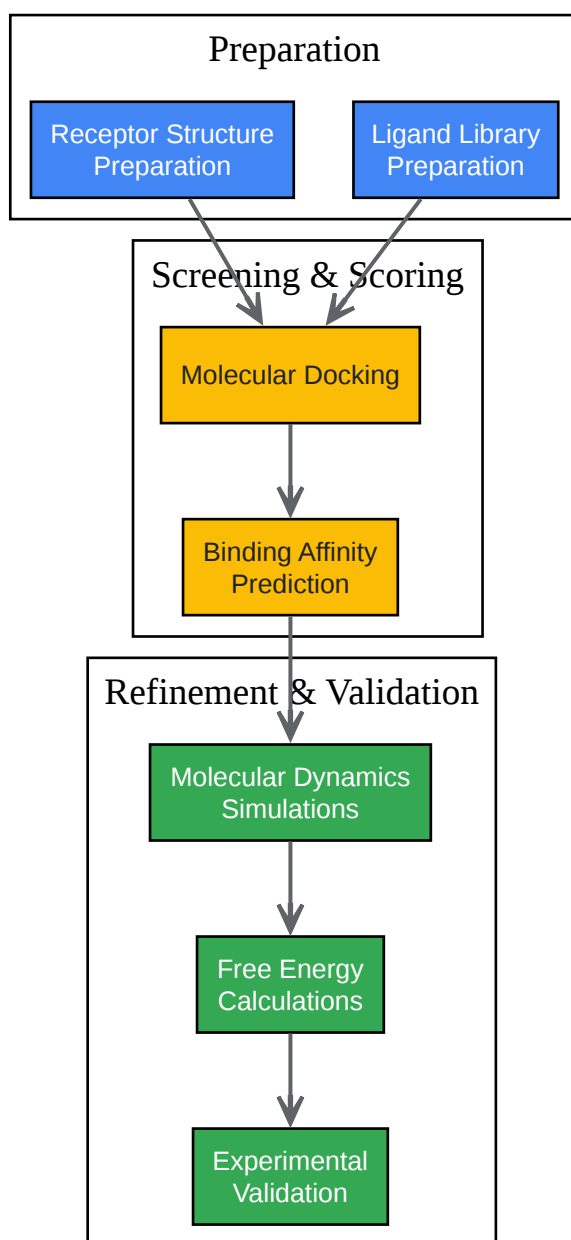 Preparation
Receptor Structure
Preparation
Ligand Library
Preparation
Screening & Scoring
Molecular Docking
Binding Affinity
Prediction
Refinement & Validation
Molecular Dynamics
Simulations
Free Energy
Calculations
Experimental
Validation